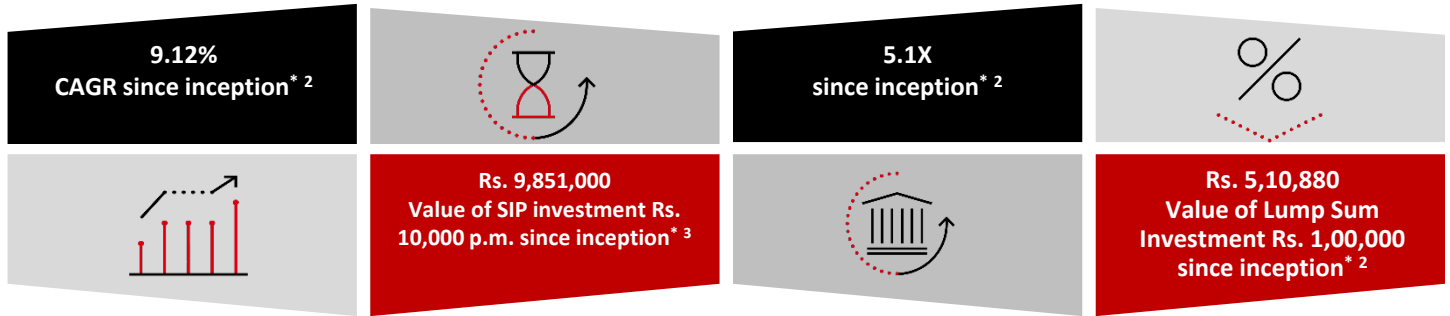 9.12%
CAGR since inception* 2
5.1X
since inception* 2
Rs. 9,851,000
Value of SIP investment Rs.
10,000 p.m. since inception* 3
Rs. 5,10,880
Value of Lump Sum
Investment Rs. 1,00,000
since inception* 2